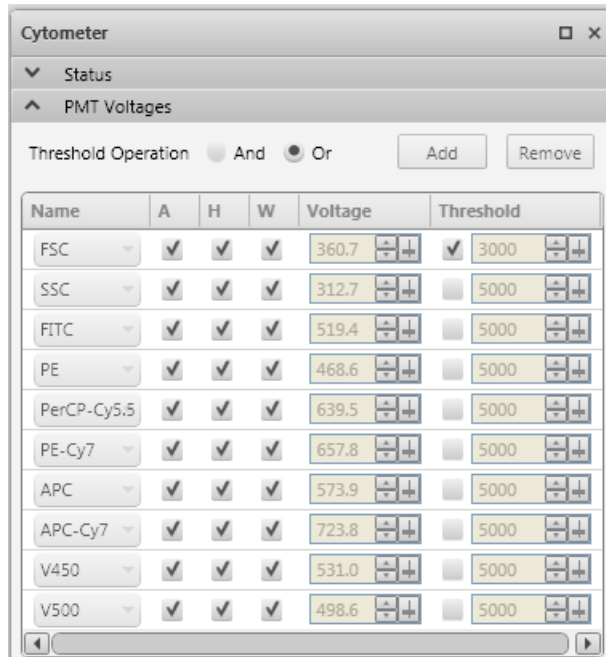 Cytometer
Status
PMT Voltages
Threshold Operation And Or Add Remove
Name A H W Voltage Threshold
FSC 360.7 3000
SSC 312.7 5000
FITC 519.4 5000
PE 468.6 5000
PerCP-Cy5.5 639.5 5000
PE-Cy7 657.8 5000
APC 573.9 5000
APC-Cy7 723.8 5000
V450 531.0 5000
V500 498.6 5000